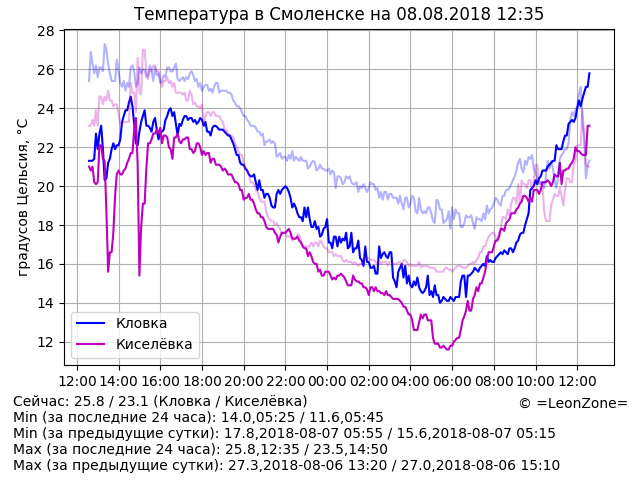 Температура в Смоленске на 08.08.2018 12:35
градусов Цельсия, °C
28
26
24
22
20
18
16
14
12
Кловка
Киселёвка
12:00 14:00 16:00 18:00 20:00 22:00 00:00 02:00 04:00 06:00 08:00 10:00 12:00
Сейчас: 25.8 / 23.1 (Кловка / Киселёвка)
© =LeonZone=
Min (за последние 24 часа): 14.0,05:25 / 11.6,05:45
Min (за предыдущие сутки): 17.8,2018-08-07 05:55 / 15.6,2018-08-07 05:15
Max (за последние 24 часа): 25.8,12:35 / 23.5,14:50
Max (за предыдущие сутки): 27.3,2018-08-06 13:20 / 27.0,2018-08-06 15:10